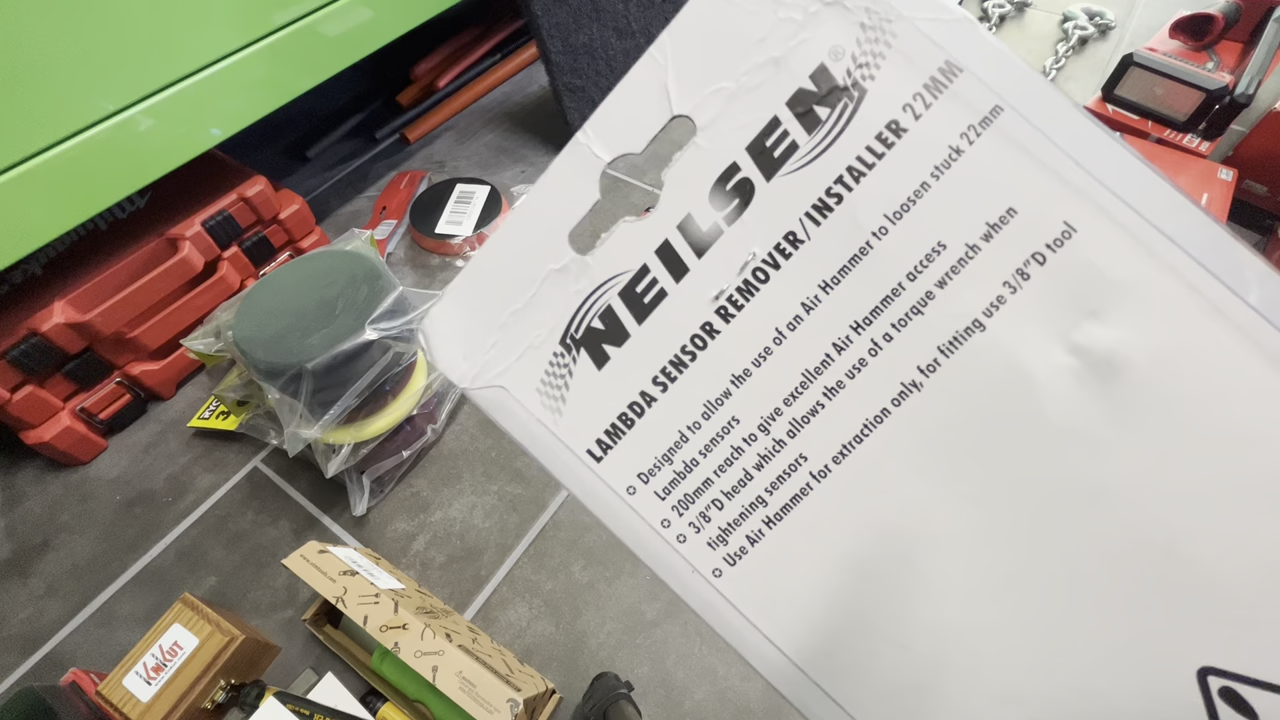 NEILSEN®
LAMBDA SENSOR REMOVER/INSTALLER 22MM
✪ Designed to allow the use of an Air Hammer to loosen stuck 22mm
Lambda sensors
✪ 200mm reach to give excellent Air Hammer access
✪ 3/8"D head which allows the use of a torque wrench when
tightening sensors
✪ Use Air Hammer for extraction only, for fitting use 3/8"D tool
Milwaukee
KnKut